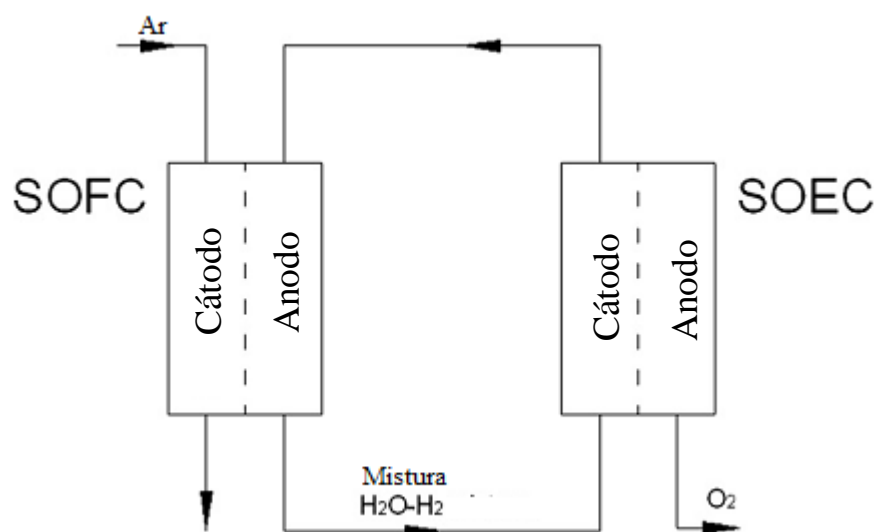 Ar
SOFC
Cátodo
Anodo
Cátodo
Anodo
SOEC
Mistura
H2O-H2
O2